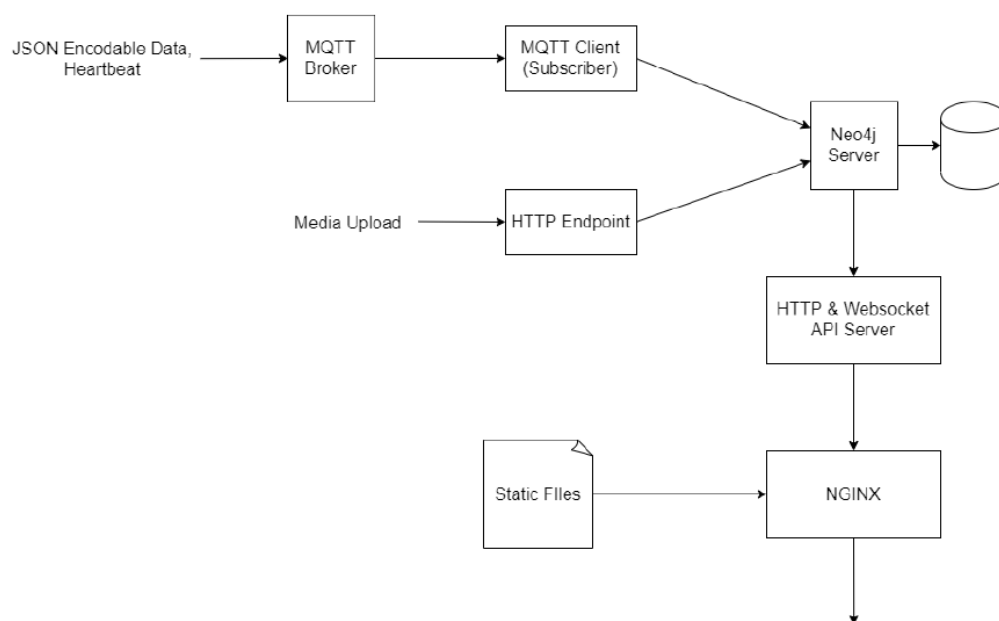 JSON Encodable Data,
Heartbeat
MQTT
Broker
MQTT Client
(Subscriber)
Neo4j
Server
Media Upload
HTTP Endpoint
HTTP & Websocket
API Server
Static FIles
NGINX